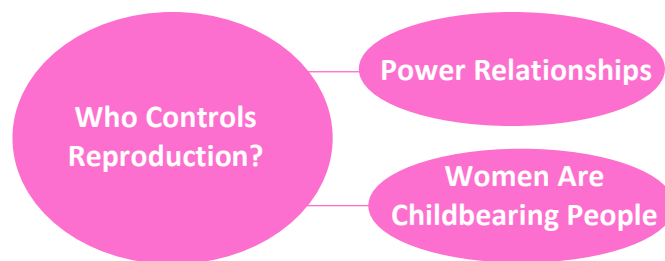 Who Controls
Reproduction?
Power Relationships
Women Are
Childbearing People